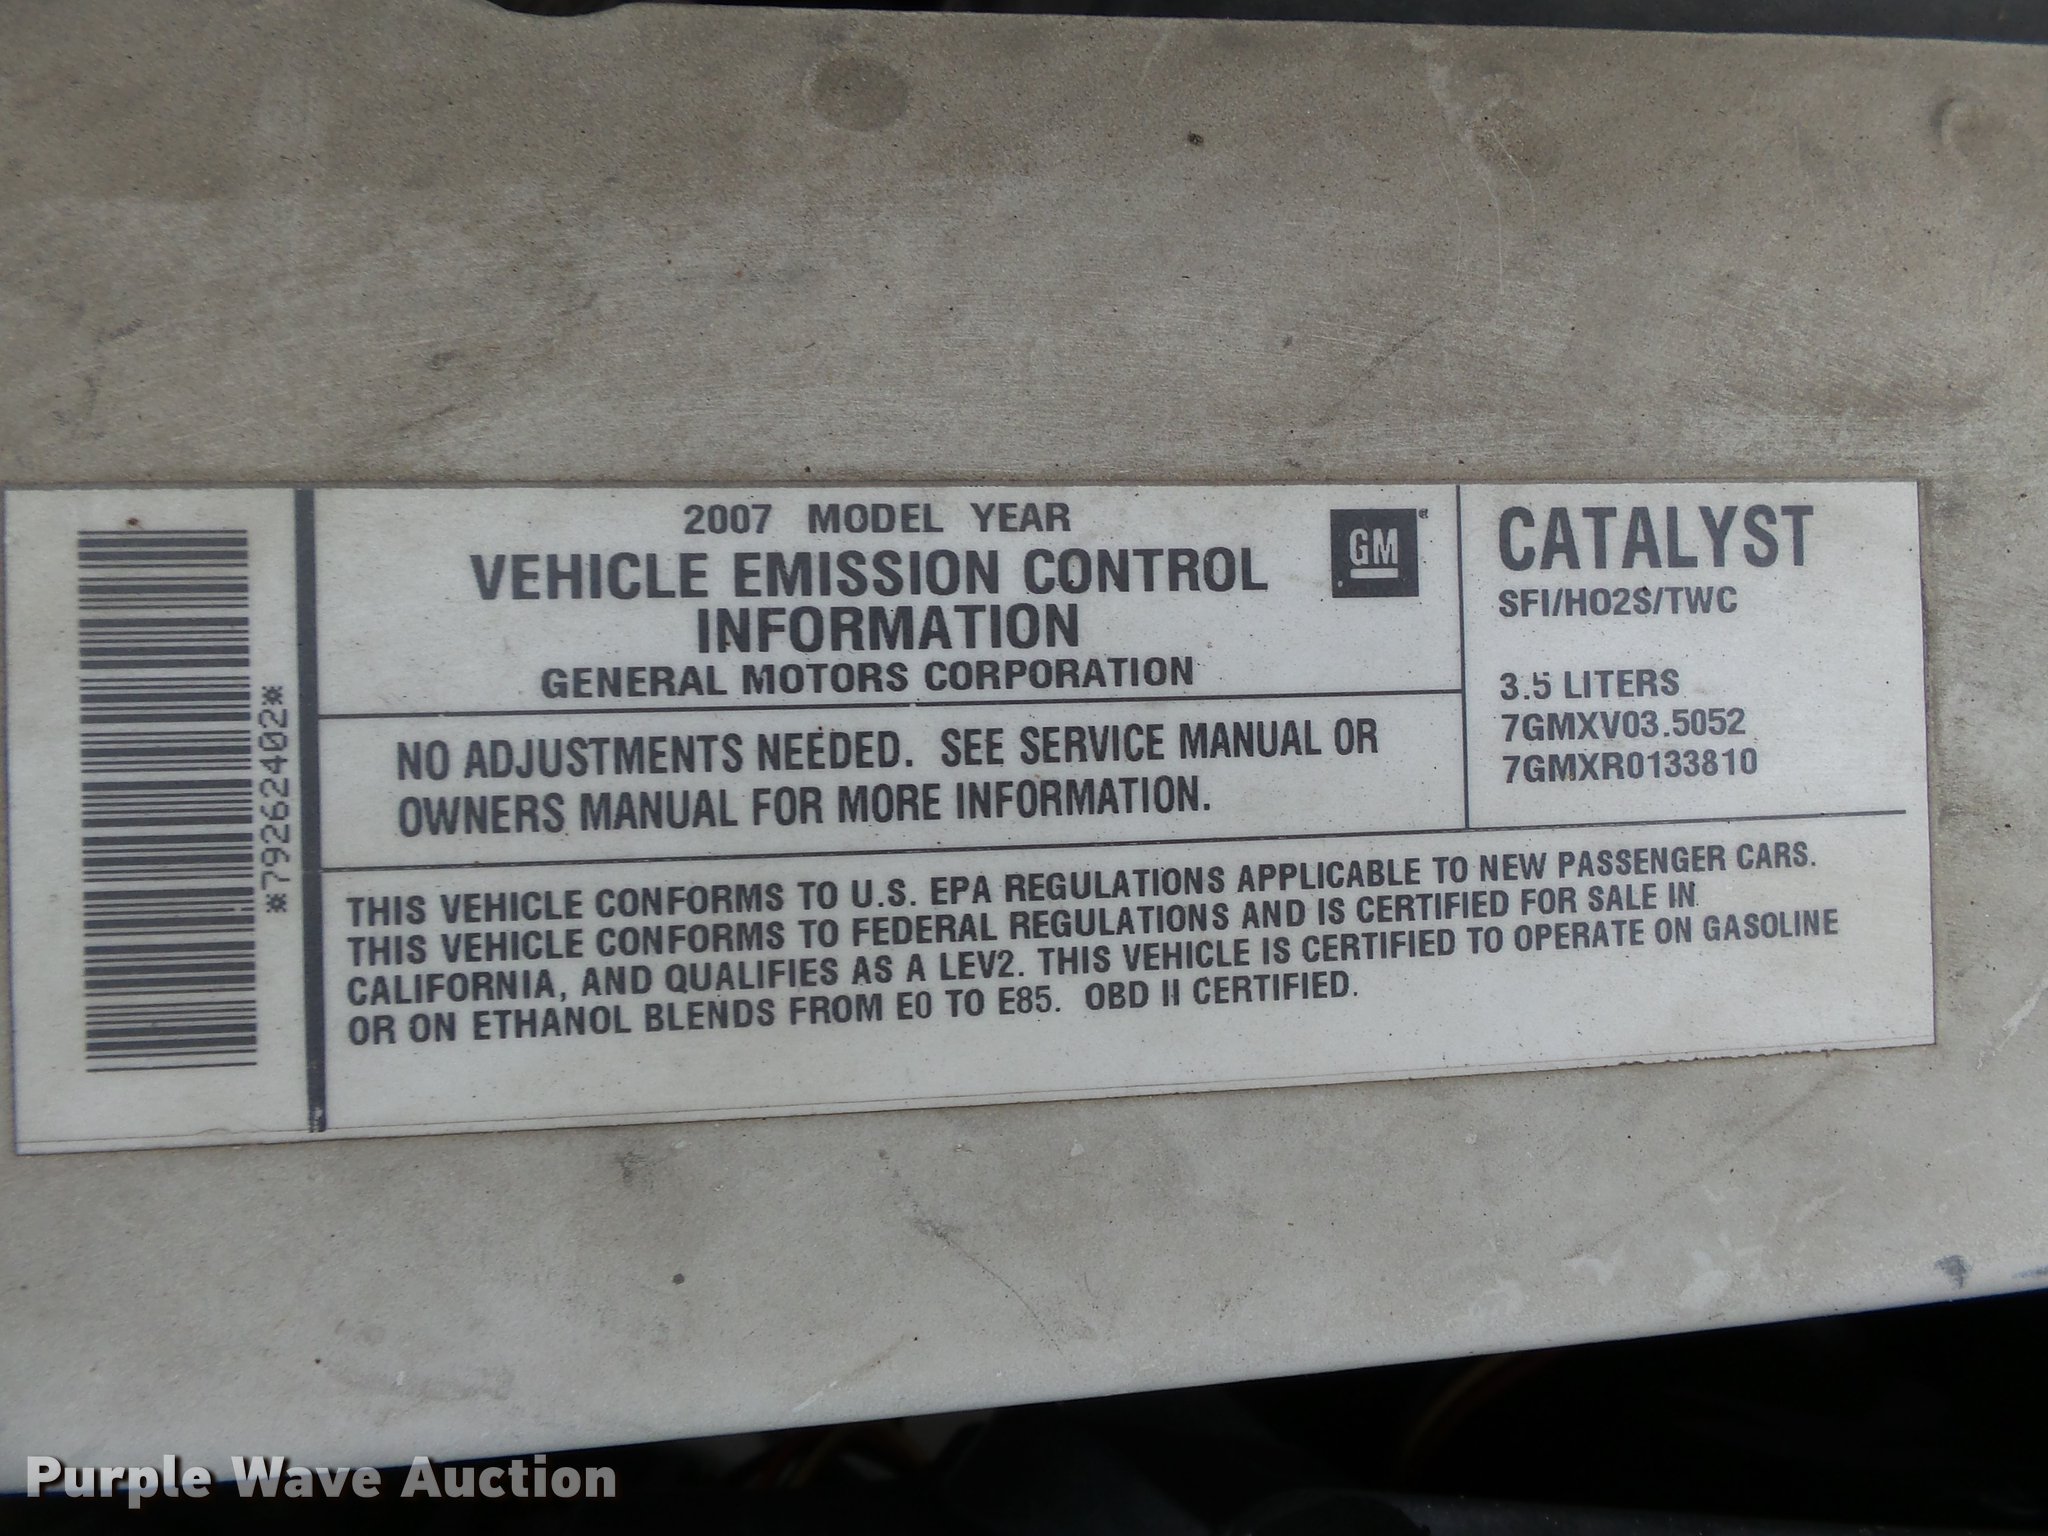 *792624402*
2007 MODEL YEAR
VEHICLE EMISSION CONTROL
INFORMATION
GENERAL MOTORS CORPORATION
GM
NO ADJUSTMENTS NEEDED. SEE SERVICE MANUAL OR
OWNERS MANUAL FOR MORE INFORMATION.
CATALYST
SFI/HO2S/TWC
3.5 LITERS
7GMXV03.5052
7GMXR0133810
THIS VEHICLE CONFORMS TO U.S. EPA REGULATIONS APPLICABLE TO NEW PASSENGER CARS.
THIS VEHICLE CONFORMS TO FEDERAL REGULATIONS AND IS CERTIFIED FOR SALE IN
CALIFORNIA, AND QUALIFIES AS A LEV2. THIS VEHICLE IS CERTIFIED TO OPERATE ON GASOLINE
OR ON ETHANOL BLENDS FROM E0 TO E85. OBD II CERTIFIED.
Purple Wave Auction